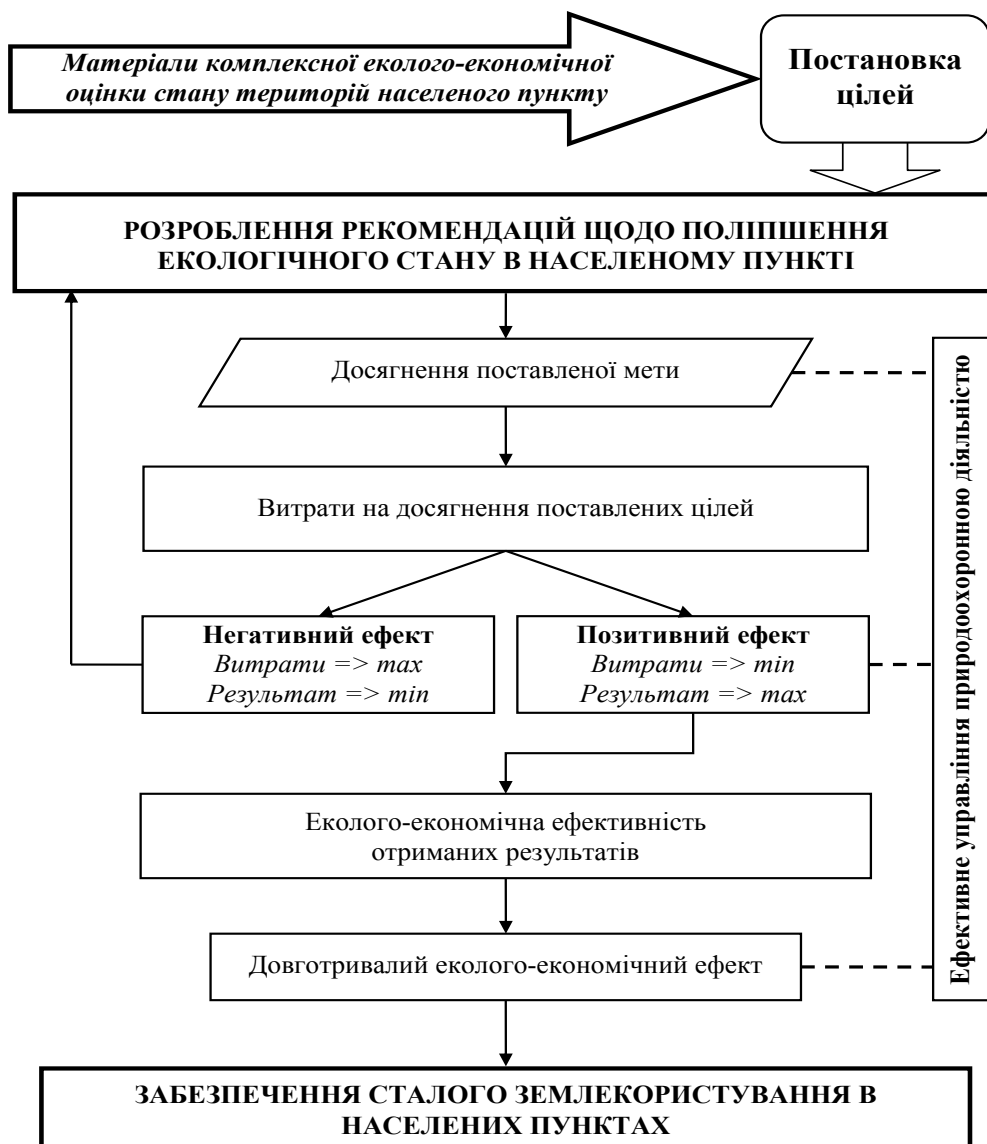 Матеріали комплексної еколого-економічної
оцінки стану територій населеного пункту
Постановка
цілей
РОЗРОБЛЕННЯ РЕКОМЕНДАЦІЙ ЩОДО ПОЛІПШЕННЯ
ЕКОЛОГІЧНОГО СТАНУ В НАСЕЛЕНОМУ ПУНКТІ
Досягнення поставленої мети
Витрати на досягнення поставлених цілей
Негативний ефект
Витрати => max
Результат => min
Позитивний ефект
Витрати => min
Результат => max
Еколого-економічна ефективність
отриманих результатів
Довготривалий еколого-економічний ефект
Ефективне управління природоохоронною діяльністю
ЗАБЕЗПЕЧЕННЯ СТАЛОГО ЗЕМЛЕКОРИСТУВАННЯ В
НАСЕЛЕНИХ ПУНКТАХ